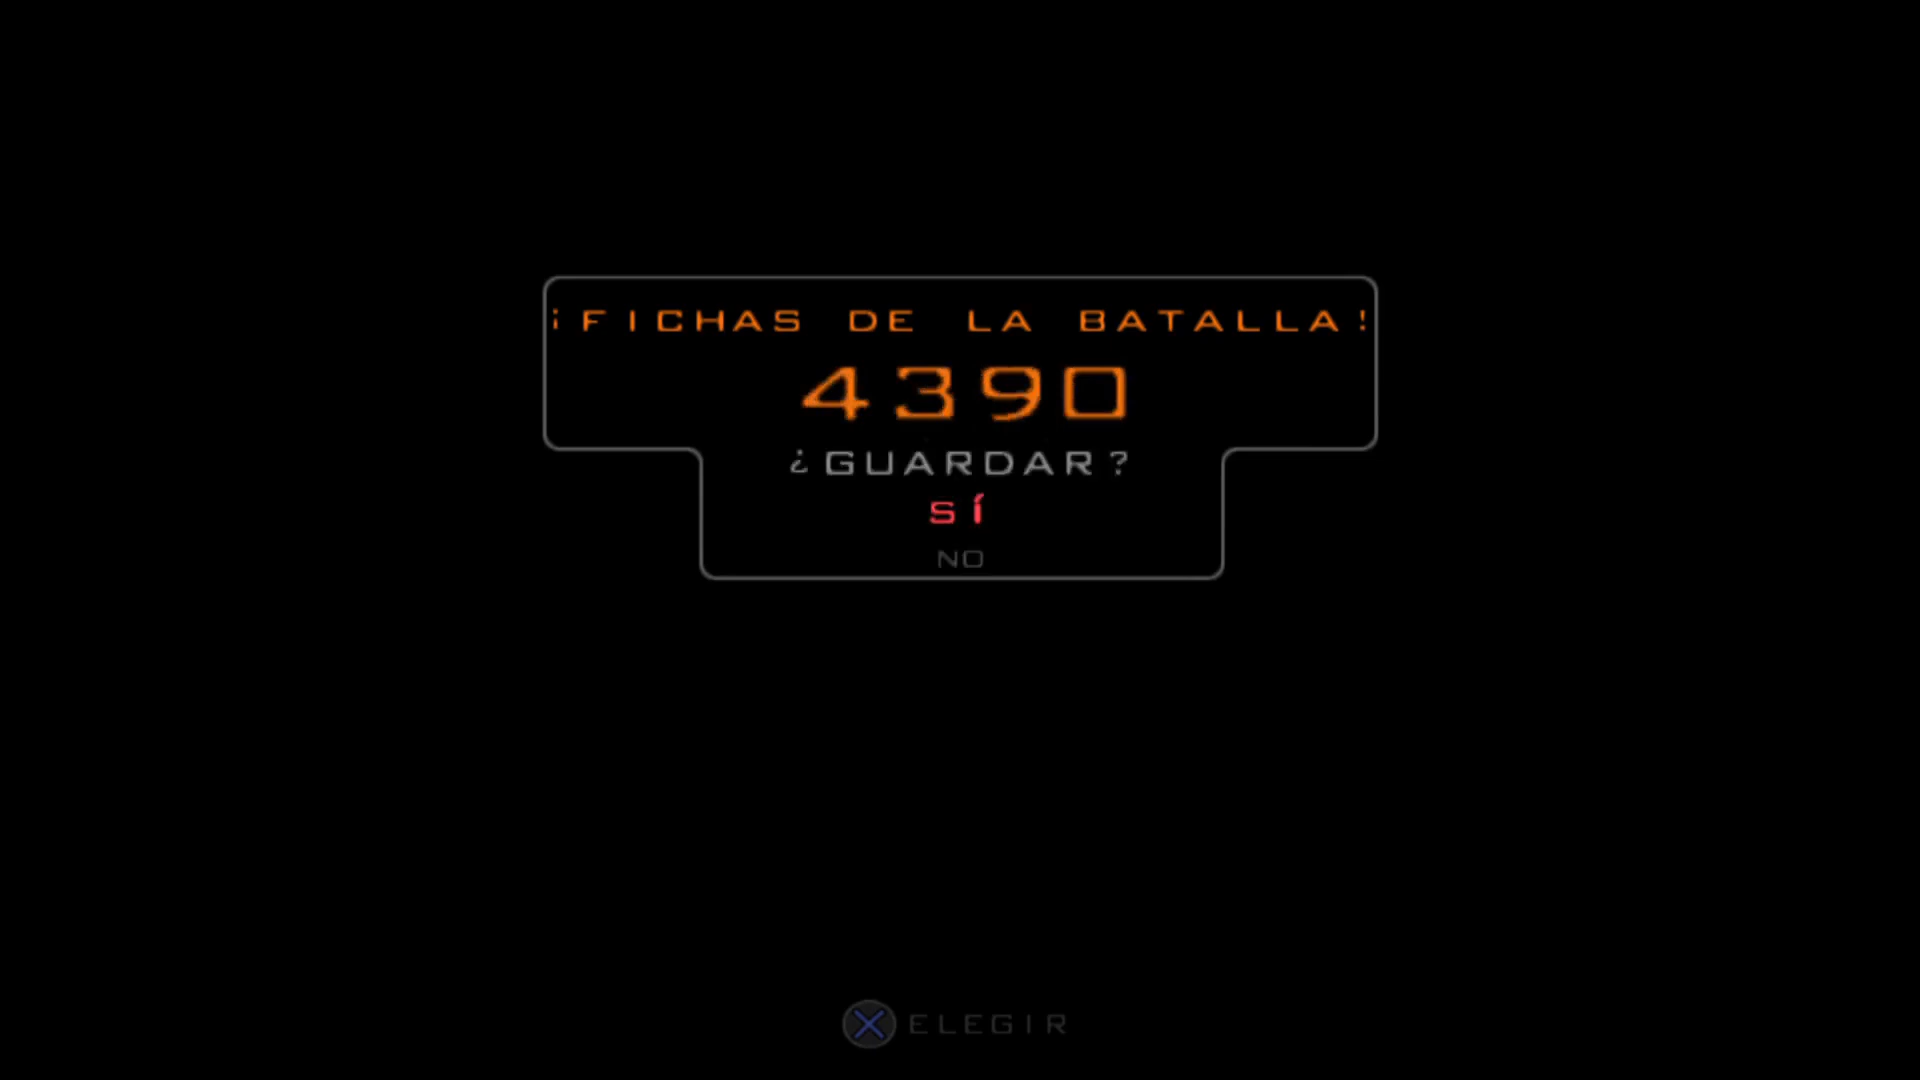 ¡FICHAS DE LA BATALLA!
4390
¿GUARDAR?
SÍ
NO
ELEGIR